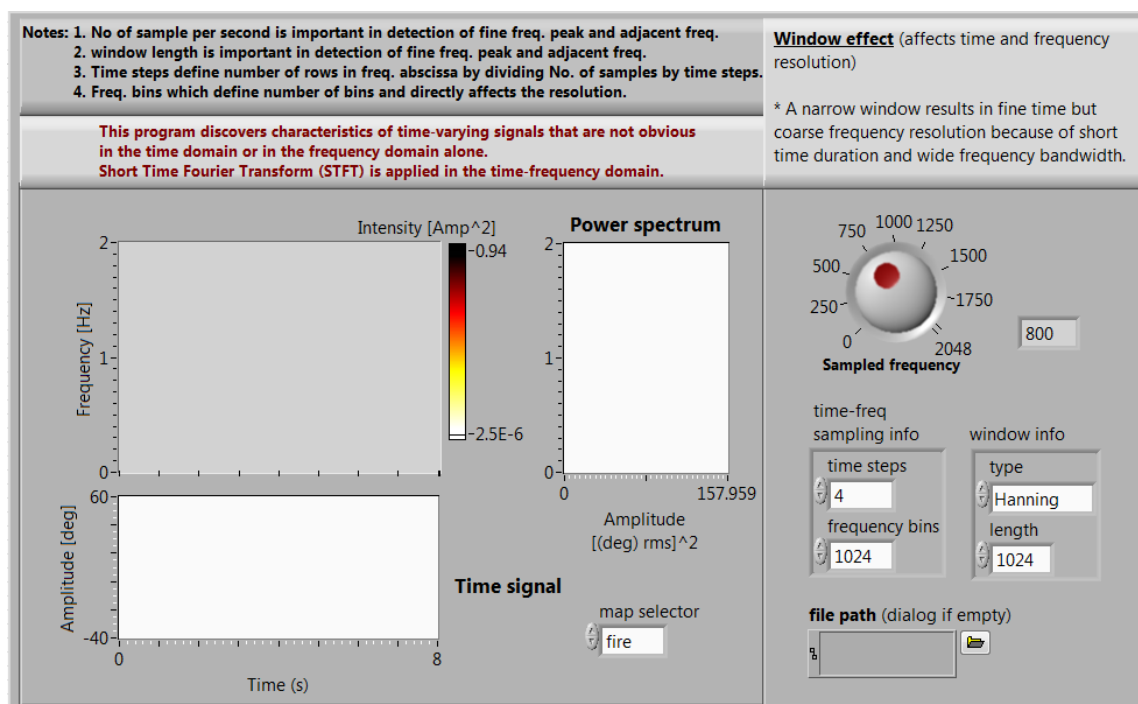 Notes: 1. No of sample per second is important in detection of fine freq. peak and adjacent freq.
2. window length is important in detection of fine freq. peak and adjacent freq.
3. Time steps define number of rows in freq. abscissa by dividing No. of samples by time steps.
4. Freq. bins which define number of bins and directly affects the resolution.
This program discovers characteristics of time-varying signals that are not obvious
in the time domain or in the frequency domain alone.
Short Time Fourier Transform (STFT) is applied in the time-frequency domain.
Window effect (affects time and frequency
resolution)
* A narrow window results in fine time but
coarse frequency resolution because of short
time duration and wide frequency bandwidth.
Intensity [Amp^2]
2
1
0
Frequency [Hz]
0.94
2.5E-6
Power spectrum
2
1
0
0
157.959
Amplitude
[(deg) rms]^2
60
-40
Amplitude [deg]
0
8
Time (s)
Time signal
map selector
fire
0
250
500
750
1000
1250
1500
1750
2048
Sampled frequency
800
time-freq
sampling info
time steps
4
frequency bins
1024
window info
type
Hanning
length
1024
file path (dialog if empty)